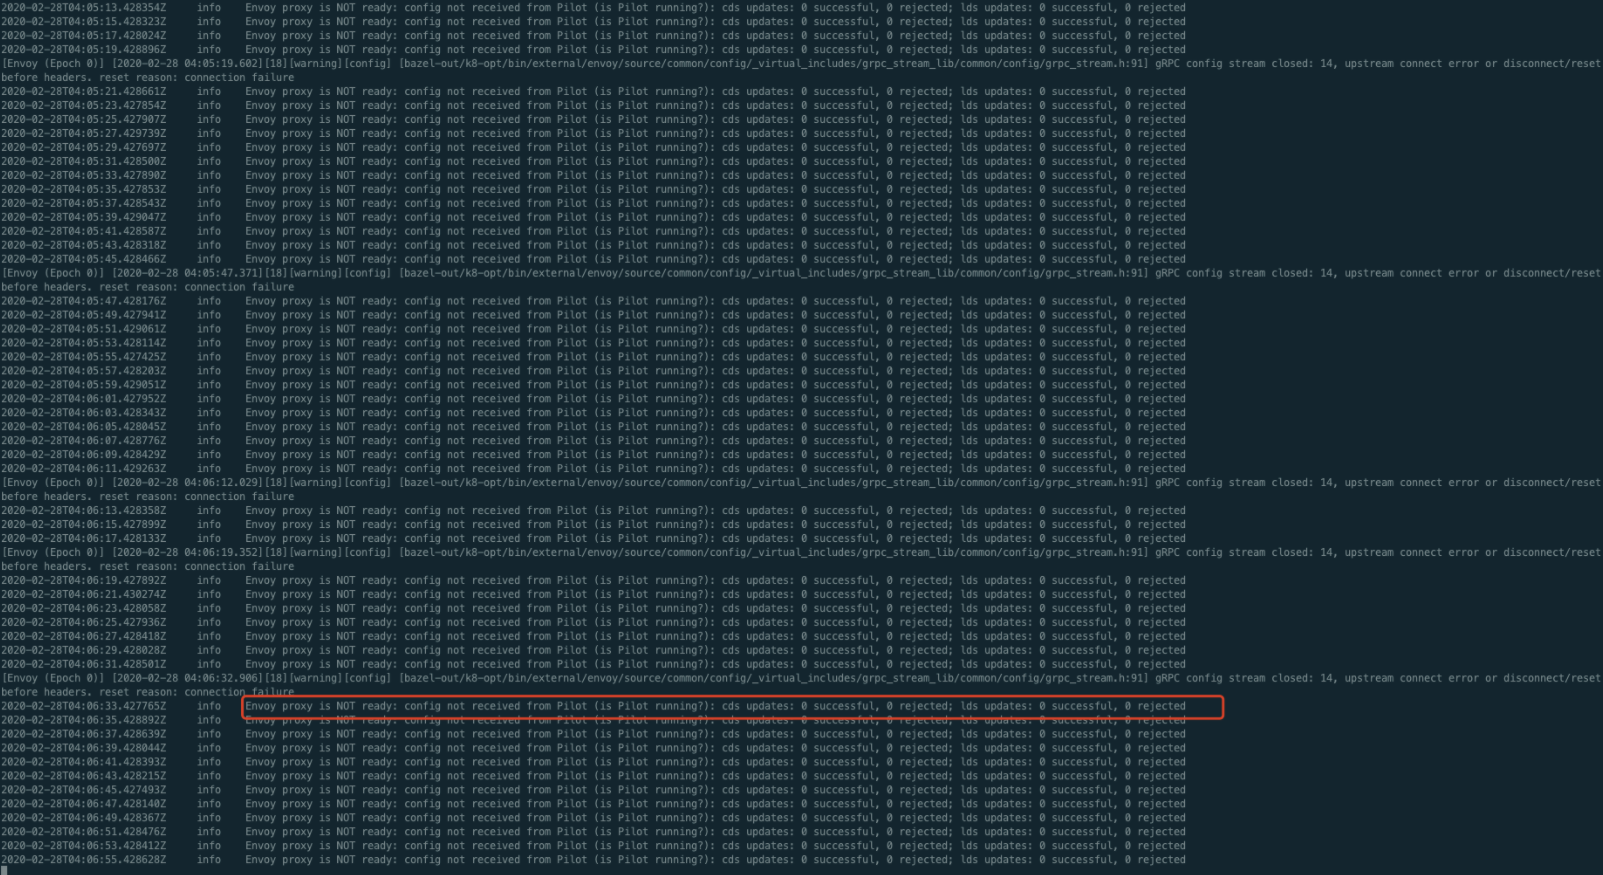 2020-02-28T04:05:13.428354Z info Envoy proxy is NOT ready: config not received from Pilot (is Pilot running?): cds updates: 0 successful, 0 rejected; lds updates: 0 successful, 0 rejected
2020-02-28T04:05:15.428323Z info Envoy proxy is NOT ready: config not received from Pilot (is Pilot running?): cds updates: 0 successful, 0 rejected; lds updates: 0 successful, 0 rejected
2020-02-28T04:05:17.428024Z info Envoy proxy is NOT ready: config not received from Pilot (is Pilot running?): cds updates: 0 successful, 0 rejected; lds updates: 0 successful, 0 rejected
2020-02-28T04:05:19.428896Z info Envoy proxy is NOT ready: config not received from Pilot (is Pilot running?): cds updates: 0 successful, 0 rejected; lds updates: 0 successful, 0 rejected
[Envoy (Epoch 0)] [2020-02-28 04:05:19.602][18][warning][config] [bazel-out/k8-opt/bin/external/envoy/source/common/config/_virtual_includes/grpc_stream_lib/common/config/grpc_stream.h:91] gRPC config stream closed: 14, upstream connect error or disconnect/reset
before headers. reset reason: connection failure
2020-02-28T04:05:21.428661Z info Envoy proxy is NOT ready: config not received from Pilot (is Pilot running?): cds updates: 0 successful, 0 rejected; lds updates: 0 successful, 0 rejected
2020-02-28T04:05:23.427854Z info Envoy proxy is NOT ready: config not received from Pilot (is Pilot running?): cds updates: 0 successful, 0 rejected; lds updates: 0 successful, 0 rejected
2020-02-28T04:05:25.427907Z info Envoy proxy is NOT ready: config not received from Pilot (is Pilot running?): cds updates: 0 successful, 0 rejected; lds updates: 0 successful, 0 rejected
2020-02-28T04:05:27.429739Z info Envoy proxy is NOT ready: config not received from Pilot (is Pilot running?): cds updates: 0 successful, 0 rejected; lds updates: 0 successful, 0 rejected
2020-02-28T04:05:29.427697Z info Envoy proxy is NOT ready: config not received from Pilot (is Pilot running?): cds updates: 0 successful, 0 rejected; lds updates: 0 successful, 0 rejected
2020-02-28T04:05:31.428500Z info Envoy proxy is NOT ready: config not received from Pilot (is Pilot running?): cds updates: 0 successful, 0 rejected; lds updates: 0 successful, 0 rejected
2020-02-28T04:05:33.427890Z info Envoy proxy is NOT ready: config not received from Pilot (is Pilot running?): cds updates: 0 successful, 0 rejected; lds updates: 0 successful, 0 rejected
2020-02-28T04:05:35.427853Z info Envoy proxy is NOT ready: config not received from Pilot (is Pilot running?): cds updates: 0 successful, 0 rejected; lds updates: 0 successful, 0 rejected
2020-02-28T04:05:37.428543Z info Envoy proxy is NOT ready: config not received from Pilot (is Pilot running?): cds updates: 0 successful, 0 rejected; lds updates: 0 successful, 0 rejected
2020-02-28T04:05:39.429047Z info Envoy proxy is NOT ready: config not received from Pilot (is Pilot running?): cds updates: 0 successful, 0 rejected; lds updates: 0 successful, 0 rejected
2020-02-28T04:05:41.428587Z info Envoy proxy is NOT ready: config not received from Pilot (is Pilot running?): cds updates: 0 successful, 0 rejected; lds updates: 0 successful, 0 rejected
2020-02-28T04:05:43.428318Z info Envoy proxy is NOT ready: config not received from Pilot (is Pilot running?): cds updates: 0 successful, 0 rejected; lds updates: 0 successful, 0 rejected
2020-02-28T04:05:45.428466Z info Envoy proxy is NOT ready: config not received from Pilot (is Pilot running?): cds updates: 0 successful, 0 rejected; lds updates: 0 successful, 0 rejected
[Envoy (Epoch 0)] [2020-02-28 04:05:47.371][18][warning][config] [bazel-out/k8-opt/bin/external/envoy/source/common/config/_virtual_includes/grpc_stream_lib/common/config/grpc_stream.h:91] gRPC config stream closed: 14, upstream connect error or disconnect/reset
before headers. reset reason: connection failure
2020-02-28T04:05:47.428176Z info Envoy proxy is NOT ready: config not received from Pilot (is Pilot running?): cds updates: 0 successful, 0 rejected; lds updates: 0 successful, 0 rejected
2020-02-28T04:05:49.427941Z info Envoy proxy is NOT ready: config not received from Pilot (is Pilot running?): cds updates: 0 successful, 0 rejected; lds updates: 0 successful, 0 rejected
2020-02-28T04:05:51.429061Z info Envoy proxy is NOT ready: config not received from Pilot (is Pilot running?): cds updates: 0 successful, 0 rejected; lds updates: 0 successful, 0 rejected
2020-02-28T04:05:53.428114Z info Envoy proxy is NOT ready: config not received from Pilot (is Pilot running?): cds updates: 0 successful, 0 rejected; lds updates: 0 successful, 0 rejected
2020-02-28T04:05:55.427425Z info Envoy proxy is NOT ready: config not received from Pilot (is Pilot running?): cds updates: 0 successful, 0 rejected; lds updates: 0 successful, 0 rejected
2020-02-28T04:05:57.428203Z info Envoy proxy is NOT ready: config not received from Pilot (is Pilot running?): cds updates: 0 successful, 0 rejected; lds updates: 0 successful, 0 rejected
2020-02-28T04:05:59.429051Z info Envoy proxy is NOT ready: config not received from Pilot (is Pilot running?): cds updates: 0 successful, 0 rejected; lds updates: 0 successful, 0 rejected
2020-02-28T04:06:01.427952Z info Envoy proxy is NOT ready: config not received from Pilot (is Pilot running?): cds updates: 0 successful, 0 rejected; lds updates: 0 successful, 0 rejected
2020-02-28T04:06:03.428343Z info Envoy proxy is NOT ready: config not received from Pilot (is Pilot running?): cds updates: 0 successful, 0 rejected; lds updates: 0 successful, 0 rejected
2020-02-28T04:06:05.428045Z info Envoy proxy is NOT ready: config not received from Pilot (is Pilot running?): cds updates: 0 successful, 0 rejected; lds updates: 0 successful, 0 rejected
2020-02-28T04:06:07.428776Z info Envoy proxy is NOT ready: config not received from Pilot (is Pilot running?): cds updates: 0 successful, 0 rejected; lds updates: 0 successful, 0 rejected
2020-02-28T04:06:09.428429Z info Envoy proxy is NOT ready: config not received from Pilot (is Pilot running?): cds updates: 0 successful, 0 rejected; lds updates: 0 successful, 0 rejected
2020-02-28T04:06:11.429263Z info Envoy proxy is NOT ready: config not received from Pilot (is Pilot running?): cds updates: 0 successful, 0 rejected; lds updates: 0 successful, 0 rejected
[Envoy (Epoch 0)] [2020-02-28 04:06:12.029][18][warning][config] [bazel-out/k8-opt/bin/external/envoy/source/common/config/_virtual_includes/grpc_stream_lib/common/config/grpc_stream.h:91] gRPC config stream closed: 14, upstream connect error or disconnect/reset
before headers. reset reason: connection failure
2020-02-28T04:06:13.428358Z info Envoy proxy is NOT ready: config not received from Pilot (is Pilot running?): cds updates: 0 successful, 0 rejected; lds updates: 0 successful, 0 rejected
2020-02-28T04:06:15.427899Z info Envoy proxy is NOT ready: config not received from Pilot (is Pilot running?): cds updates: 0 successful, 0 rejected; lds updates: 0 successful, 0 rejected
2020-02-28T04:06:17.428133Z info Envoy proxy is NOT ready: config not received from Pilot (is Pilot running?): cds updates: 0 successful, 0 rejected; lds updates: 0 successful, 0 rejected
[Envoy (Epoch 0)] [2020-02-28 04:06:19.352][18][warning][config] [bazel-out/k8-opt/bin/external/envoy/source/common/config/_virtual_includes/grpc_stream_lib/common/config/grpc_stream.h:91] gRPC config stream closed: 14, upstream connect error or disconnect/reset
before headers. reset reason: connection failure
2020-02-28T04:06:19.427892Z info Envoy proxy is NOT ready: config not received from Pilot (is Pilot running?): cds updates: 0 successful, 0 rejected; lds updates: 0 successful, 0 rejected
2020-02-28T04:06:21.430274Z info Envoy proxy is NOT ready: config not received from Pilot (is Pilot running?): cds updates: 0 successful, 0 rejected; lds updates: 0 successful, 0 rejected
2020-02-28T04:06:23.428058Z info Envoy proxy is NOT ready: config not received from Pilot (is Pilot running?): cds updates: 0 successful, 0 rejected; lds updates: 0 successful, 0 rejected
2020-02-28T04:06:25.427936Z info Envoy proxy is NOT ready: config not received from Pilot (is Pilot running?): cds updates: 0 successful, 0 rejected; lds updates: 0 successful, 0 rejected
2020-02-28T04:06:27.428418Z info Envoy proxy is NOT ready: config not received from Pilot (is Pilot running?): cds updates: 0 successful, 0 rejected; lds updates: 0 successful, 0 rejected
2020-02-28T04:06:29.428028Z info Envoy proxy is NOT ready: config not received from Pilot (is Pilot running?): cds updates: 0 successful, 0 rejected; lds updates: 0 successful, 0 rejected
2020-02-28T04:06:31.428501Z info Envoy proxy is NOT ready: config not received from Pilot (is Pilot running?): cds updates: 0 successful, 0 rejected; lds updates: 0 successful, 0 rejected
[Envoy (Epoch 0)] [2020-02-28 04:06:32.906][18][warning][config] [bazel-out/k8-opt/bin/external/envoy/source/common/config/_virtual_includes/grpc_stream_lib/common/config/grpc_stream.h:91] gRPC config stream closed: 14, upstream connect error or disconnect/reset
before headers. reset reason: connection failure
2020-02-28T04:06:33.427765Z info Envoy proxy is NOT ready: config not received from Pilot (is Pilot running?): cds updates: 0 successful, 0 rejected; lds updates: 0 successful, 0 rejected
2020-02-28T04:06:35.428892Z info Envoy proxy is NOT ready: config not received from Pilot (is Pilot running?): cds updates: 0 successful, 0 rejected; lds updates: 0 successful, 0 rejected
2020-02-28T04:06:37.428639Z info Envoy proxy is NOT ready: config not received from Pilot (is Pilot running?): cds updates: 0 successful, 0 rejected; lds updates: 0 successful, 0 rejected
2020-02-28T04:06:39.428044Z info Envoy proxy is NOT ready: config not received from Pilot (is Pilot running?): cds updates: 0 successful, 0 rejected; lds updates: 0 successful, 0 rejected
2020-02-28T04:06:41.428393Z info Envoy proxy is NOT ready: config not received from Pilot (is Pilot running?): cds updates: 0 successful, 0 rejected; lds updates: 0 successful, 0 rejected
2020-02-28T04:06:43.428215Z info Envoy proxy is NOT ready: config not received from Pilot (is Pilot running?): cds updates: 0 successful, 0 rejected; lds updates: 0 successful, 0 rejected
2020-02-28T04:06:45.427493Z info Envoy proxy is NOT ready: config not received from Pilot (is Pilot running?): cds updates: 0 successful, 0 rejected; lds updates: 0 successful, 0 rejected
2020-02-28T04:06:47.428140Z info Envoy proxy is NOT ready: config not received from Pilot (is Pilot running?): cds updates: 0 successful, 0 rejected; lds updates: 0 successful, 0 rejected
2020-02-28T04:06:49.428367Z info Envoy proxy is NOT ready: config not received from Pilot (is Pilot running?): cds updates: 0 successful, 0 rejected; lds updates: 0 successful, 0 rejected
2020-02-28T04:06:51.428476Z info Envoy proxy is NOT ready: config not received from Pilot (is Pilot running?): cds updates: 0 successful, 0 rejected; lds updates: 0 successful, 0 rejected
2020-02-28T04:06:53.428412Z info Envoy proxy is NOT ready: config not received from Pilot (is Pilot running?): cds updates: 0 successful, 0 rejected; lds updates: 0 successful, 0 rejected
2020-02-28T04:06:55.428628Z info Envoy proxy is NOT ready: config not received from Pilot (is Pilot running?): cds updates: 0 successful, 0 rejected; lds updates: 0 successful, 0 rejected